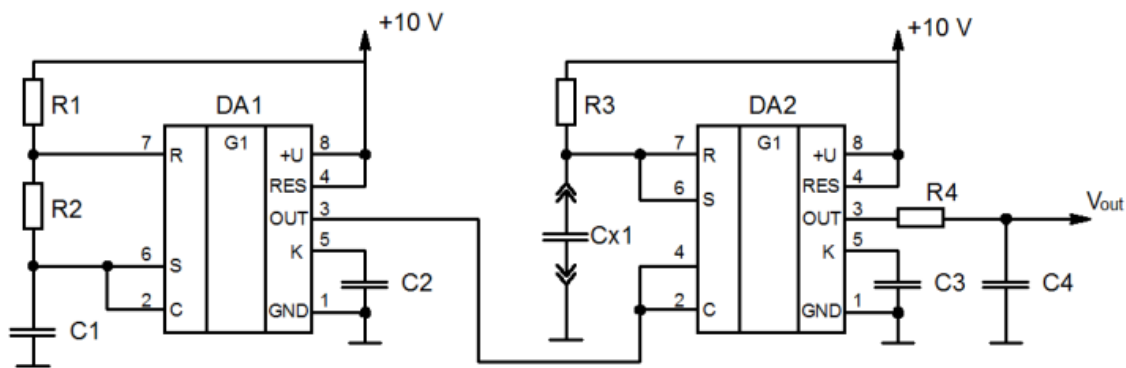 +10 V
R1
DA1
7
R
G1
+U
8
RES
4
R2
OUT
3
K
5
6
S
2
C
C2
GND
1
C1
+10 V
R3
DA2
7
R
G1
+U
8
6
S
RES
4
R4
OUT
3
Vout
Cx1
4
K
5
2
C
C3
C4
GND
1